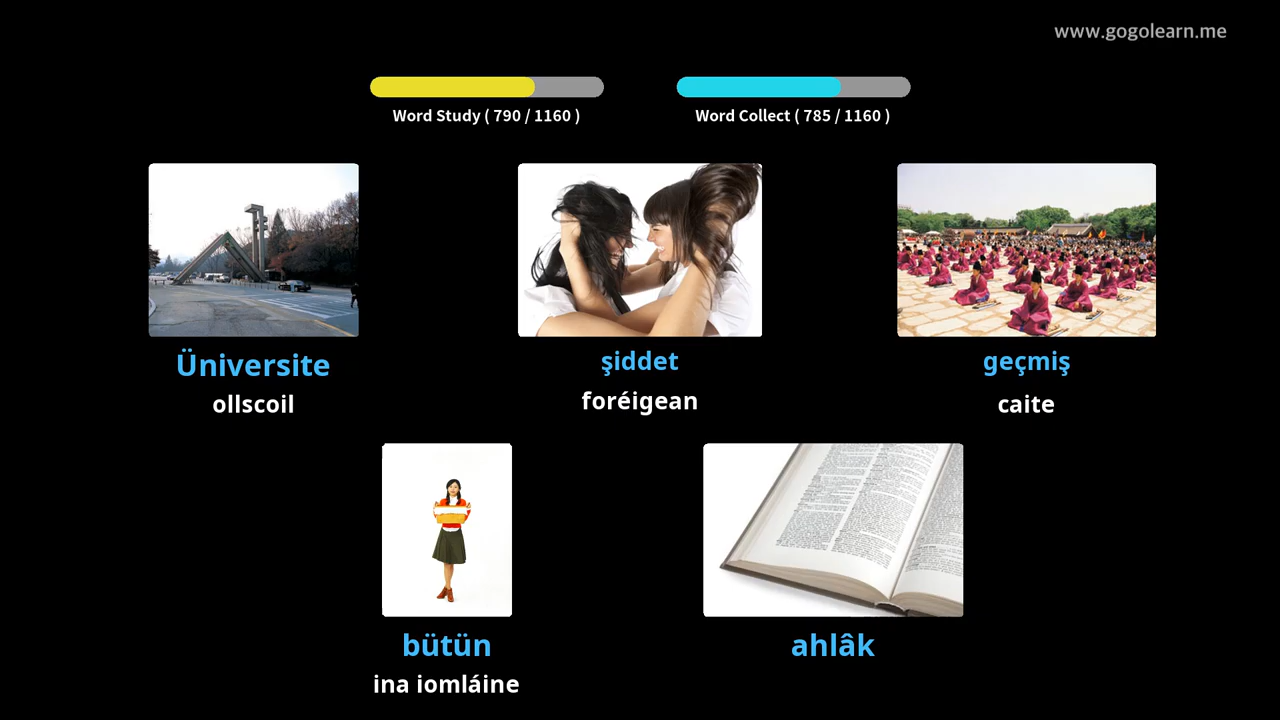 www.gogolearn.me
Word Study ( 790 / 1160 )
Word Collect ( 785 / 1160 )
Üniversite
ollscoil
şiddet
foréigean
geçmiş
caite
bütün
ina iomláine
ahlâk